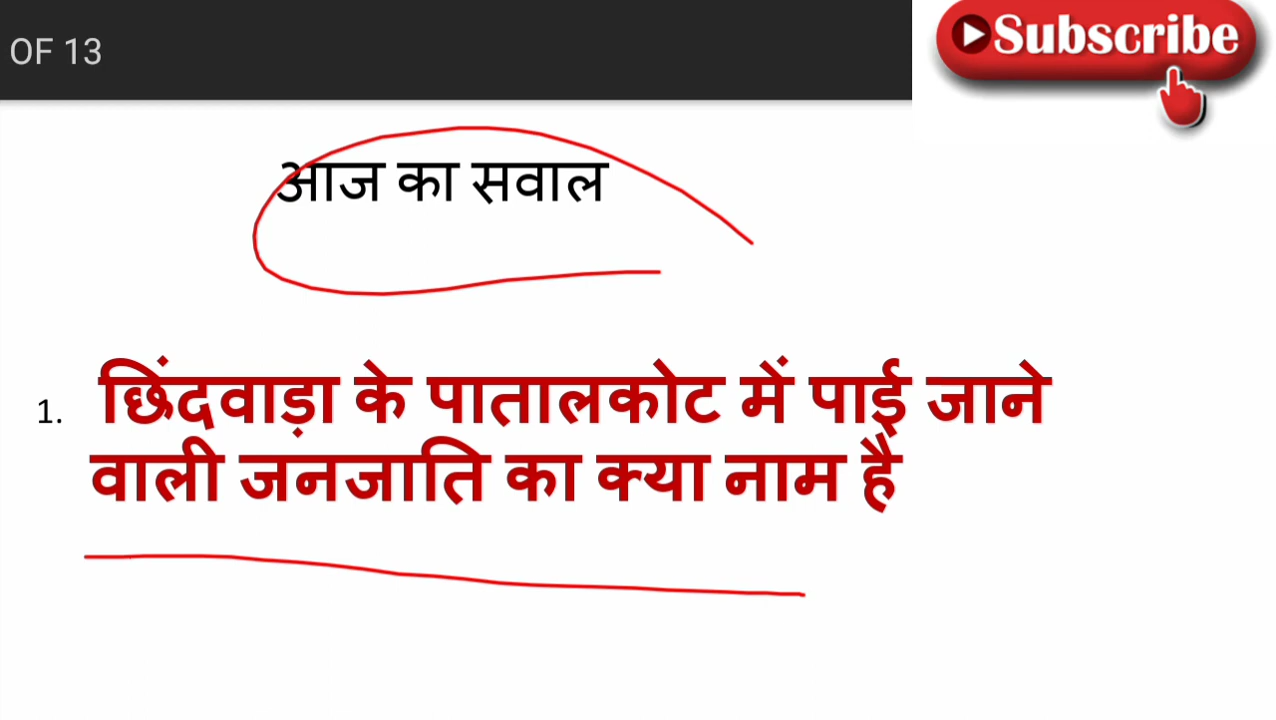 OF 13
Subscribe
आज का सवाल
1. छिंदवाड़ा के पातालकोट में पाई जाने
वाली जनजाति का क्या नाम है